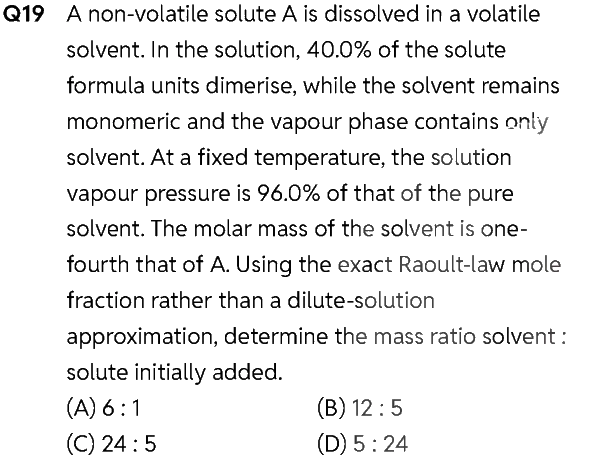 Q19 A non-volatile solute A is dissolved in a volatile
solvent. In the solution, 40.0% of the solute
formula units dimerise, while the solvent remains
monomeric and the vapour phase contains only
solvent. At a fixed temperature, the solution
vapour pressure is 96.0% of that of the pure
solvent. The molar mass of the solvent is one-
fourth that of A. Using the exact Raoult-law mole
fraction rather than a dilute-solution
approximation, determine the mass ratio solvent :
solute initially added.
(A) 6 : 1 (B) 12 : 5
(C) 24 : 5 (D) 5 : 24